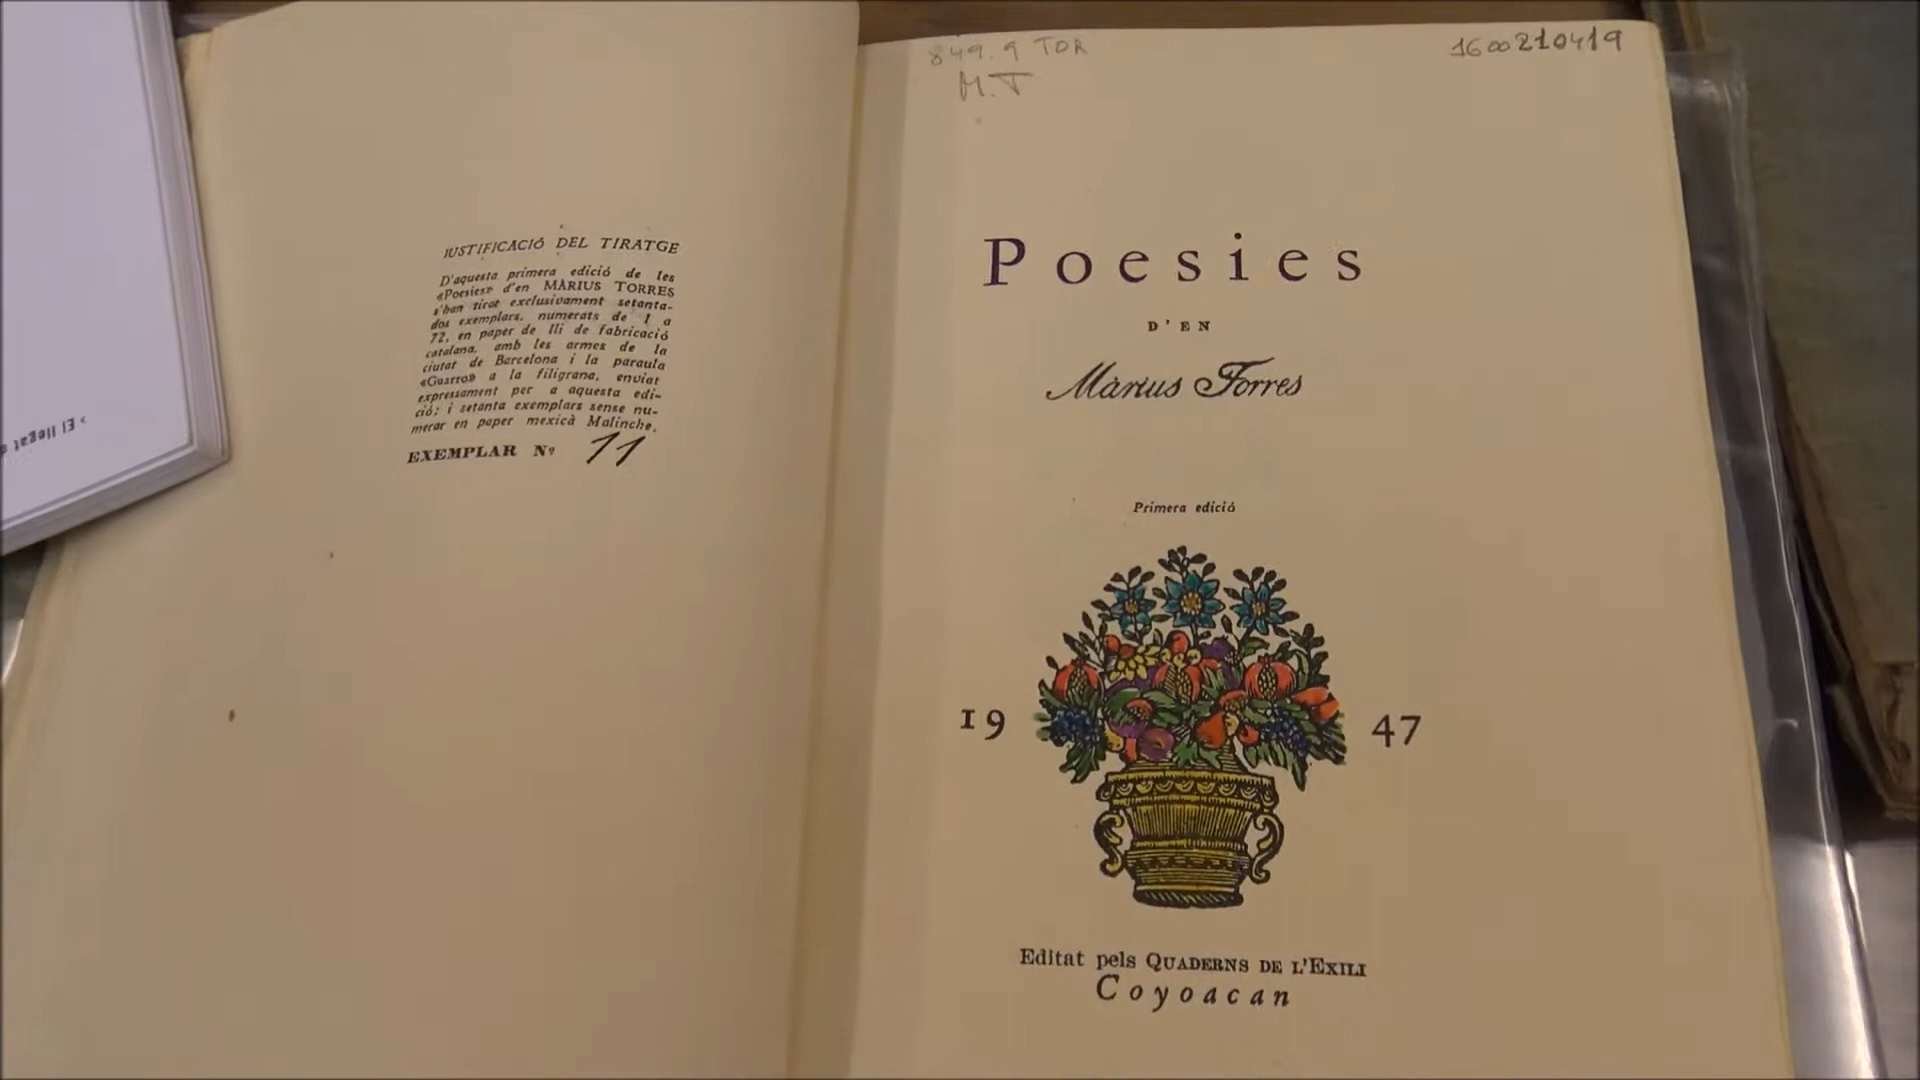 JUSTIFICACIÓ DEL TIRATGE
D'aquesta primera edició de les
«Poesies» d'en MÀRIUS TORRES
s'han tirat exclusivament setanta-
dos exemplars, numerats de 1 a
72, en paper de lli de fabricació
catalana, amb les armes de la
ciutat de Barcelona i la paraula
«Guarro» a la filigrana, enviat
expressament per a aquesta edi-
ció; i setanta exemplars sense nu-
merar en paper mexicà Malinche.
EXEMPLAR Nº 11
849.9 TOR
M.T
1600210419
Poesies
D'EN
Màrius Torres
Primera edició
19 47
Editat pels QUADERNS DE L'EXILI
Coyoacan
> El llegat